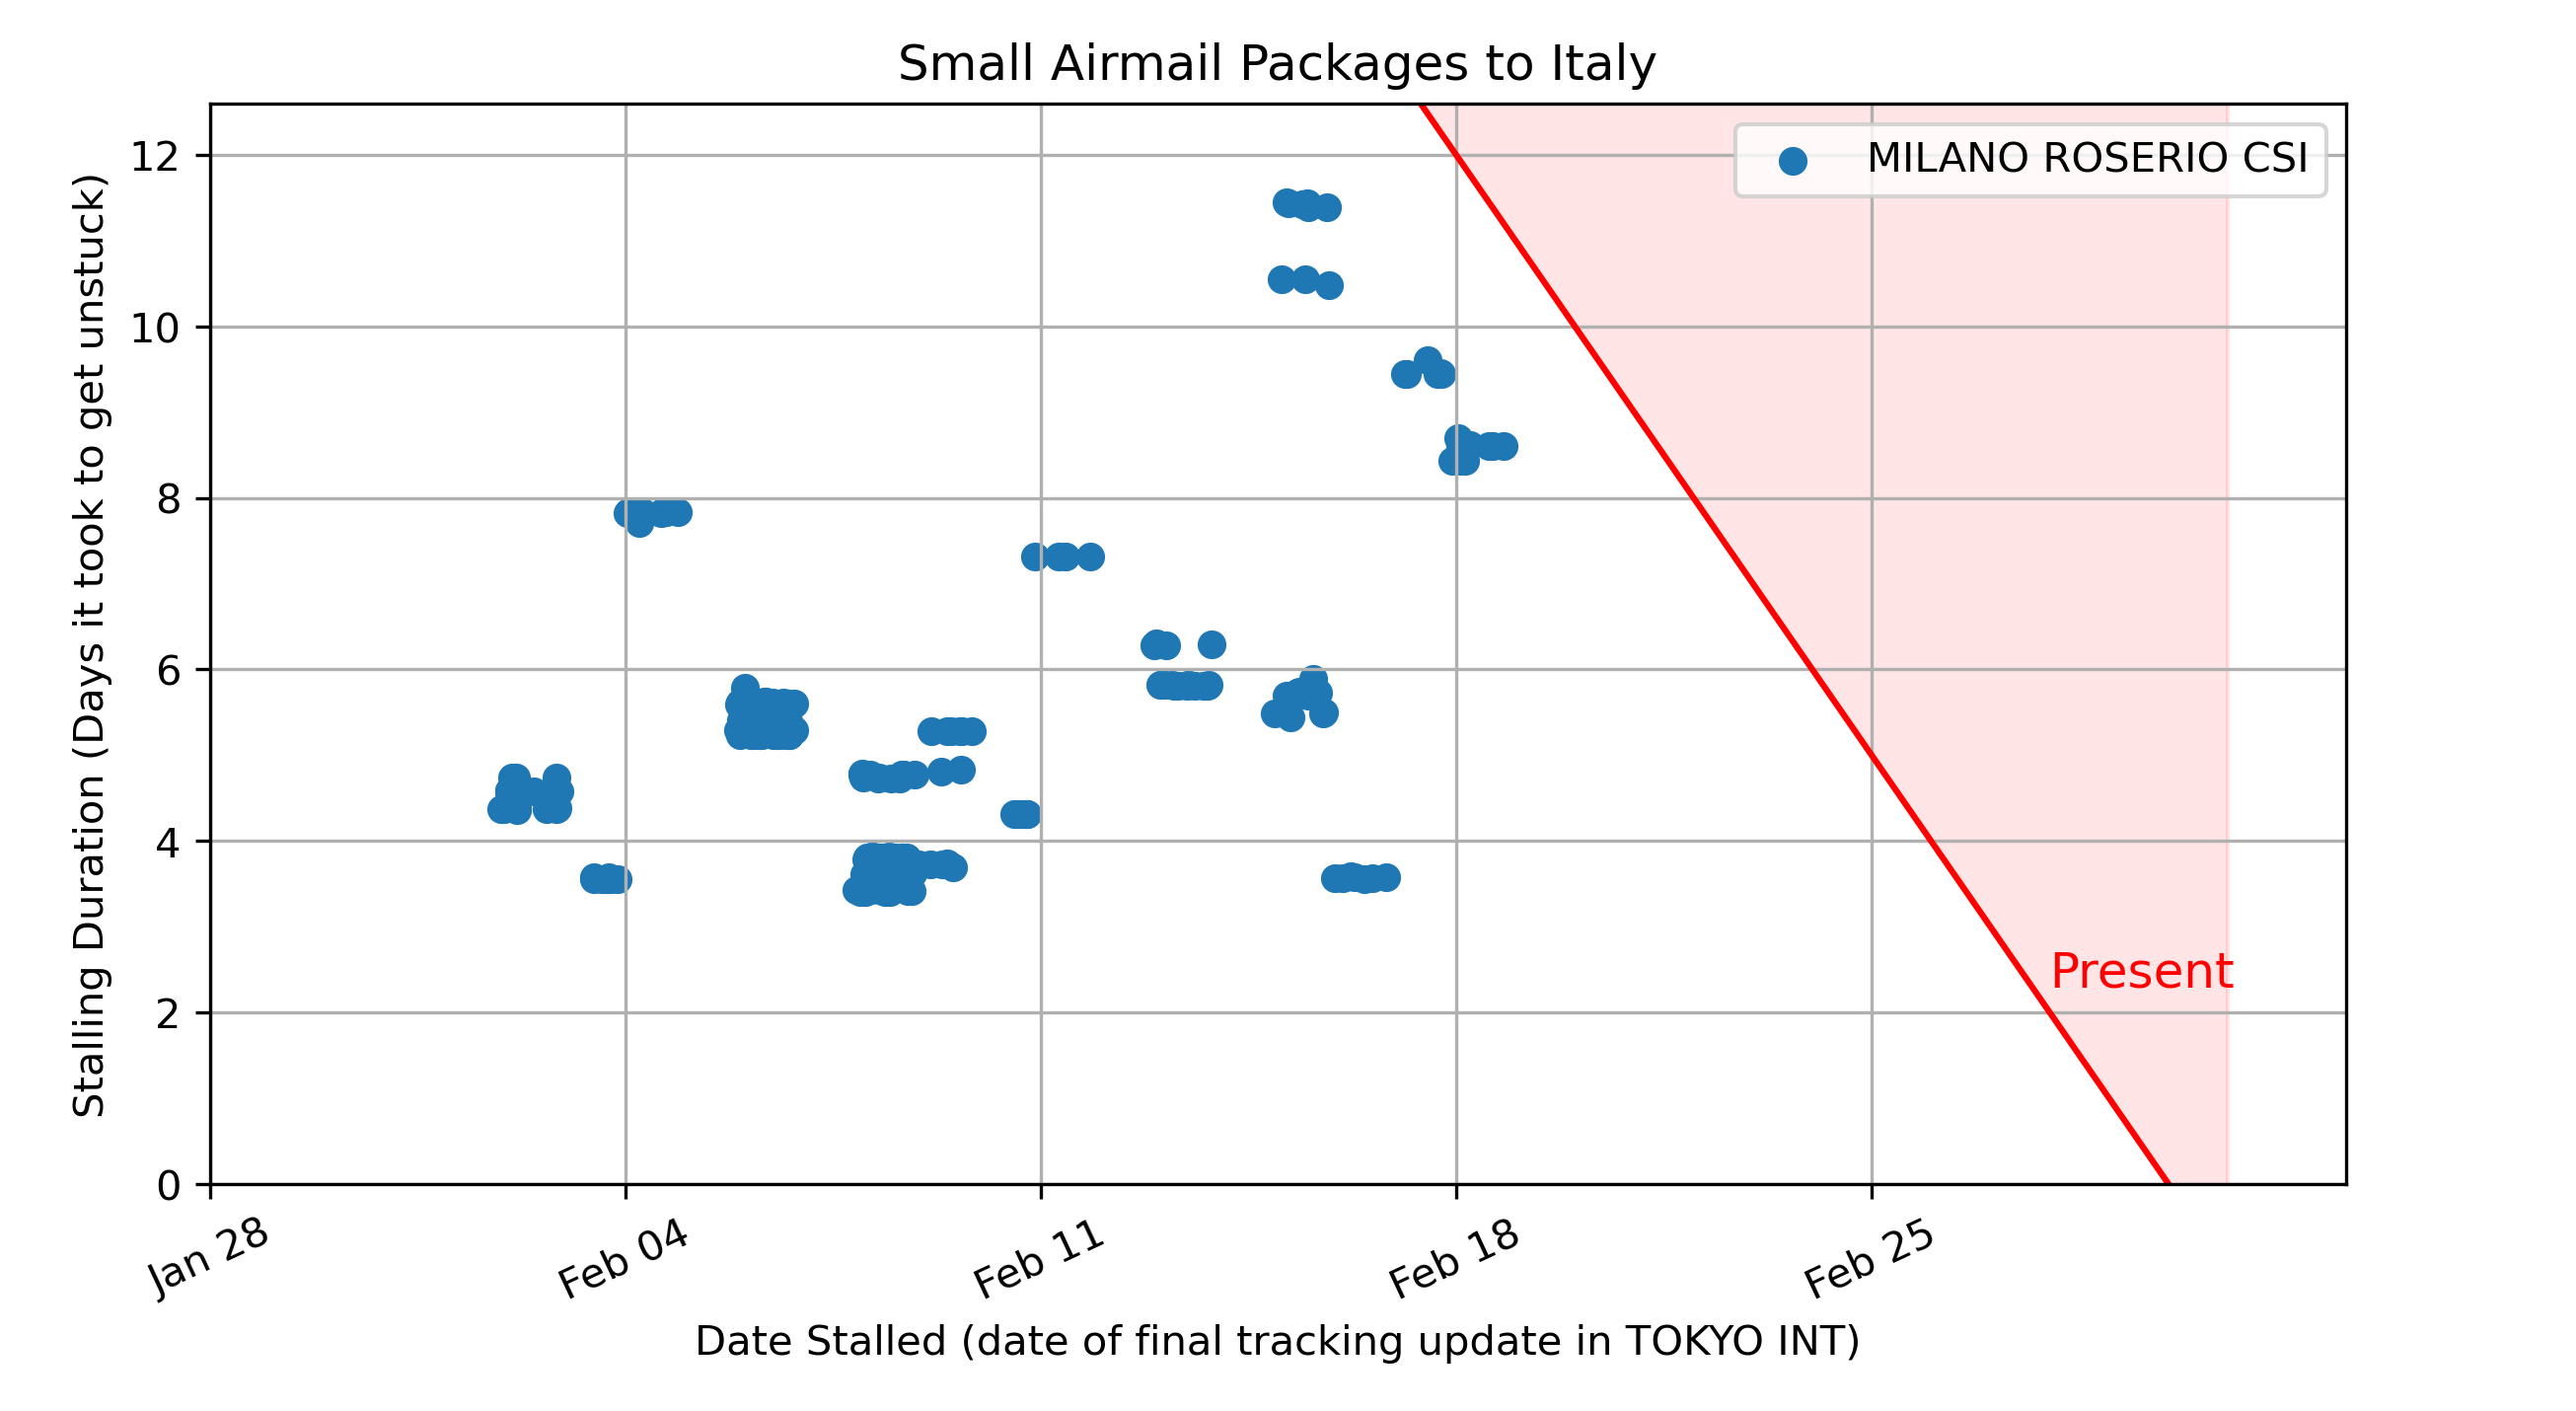 Small Airmail Packages to Italy
MILANO ROSERIO CSI
Stalling Duration (Days it took to get unstuck)
12
10
8
6
4
2
0
Present
Jan 28
Feb 04
Feb 11
Feb 18
Feb 25
Date Stalled (date of final tracking update in TOKYO INT)